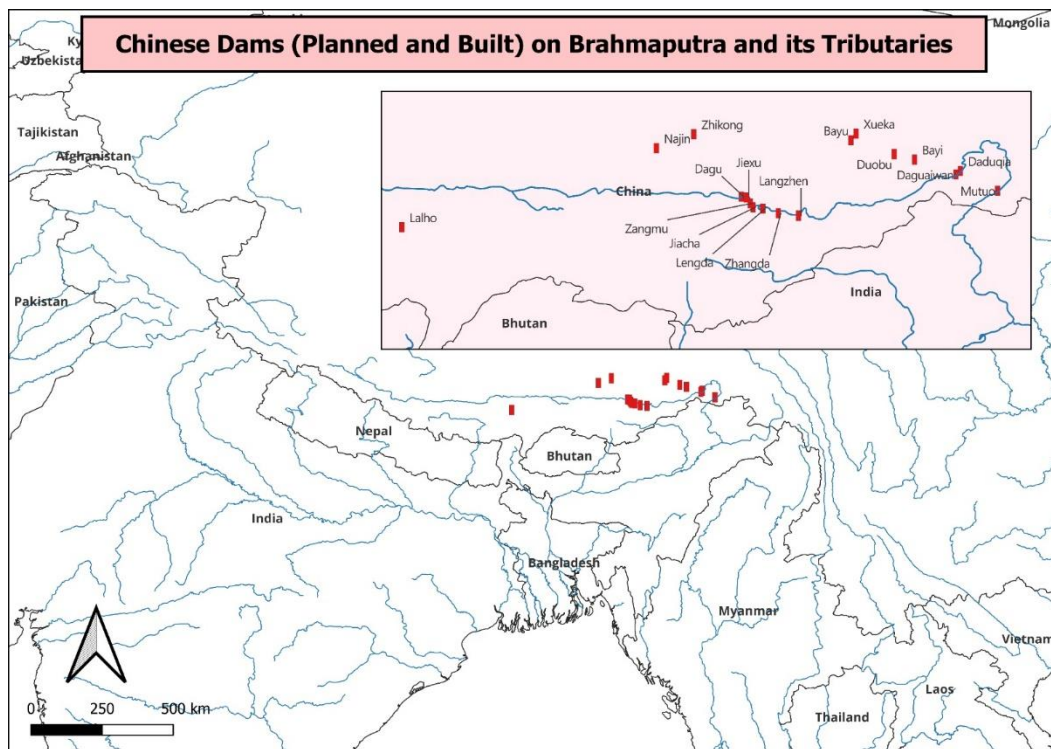 Mongolia
Chinese Dams (Planned and Built) on Brahmaputra and its Tributaries
Tajikistan
Afghanistan
Pakistan
Zhikong
Najin
Xueka
Bayu
Jiexu
Bayi
Duobu
Dagu
Langzhen
Daduqia
Daguaiwan
China
Mutuo
Lalho
Zangmu
Jiacha
Lengda
Zhangda
India
Bhutan
Nepal
Bhutan
India
Bangladesh
Myanmar
Vietnam
Laos
Thailand
0 250 500 km